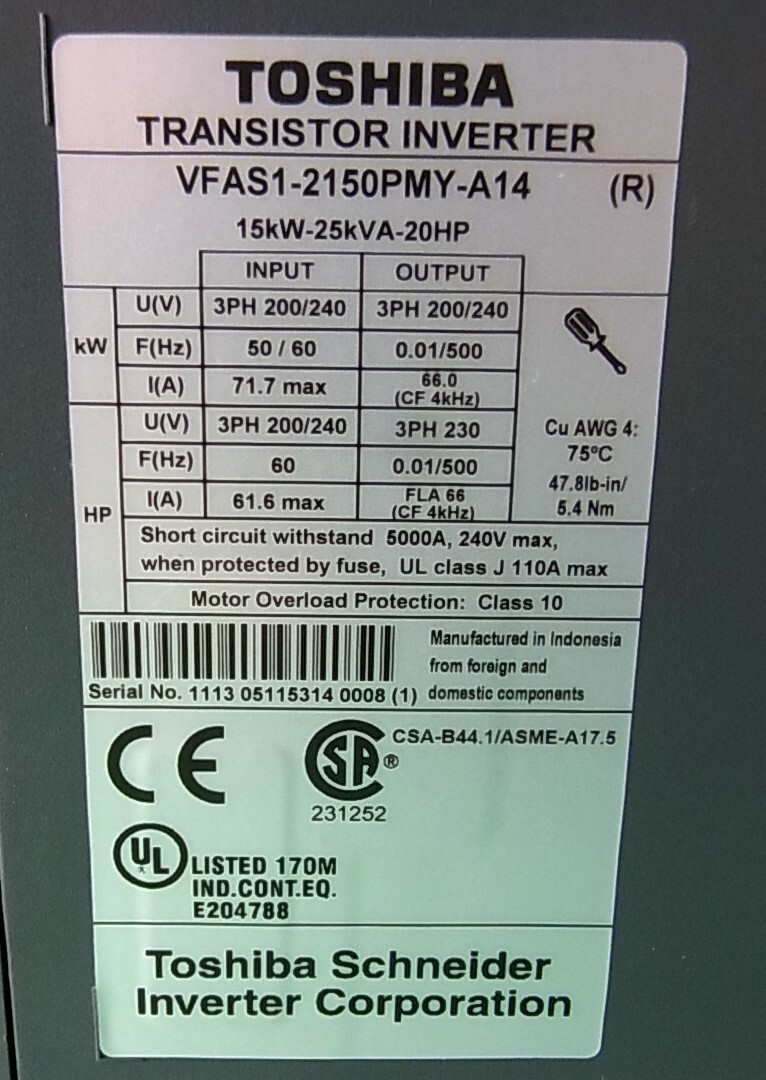 TOSHIBA
TRANSISTOR INVERTER
VFAS1-2150PMY-A14 (R)
15kW-25kVA-20HP
INPUT OUTPUT
kW U(V) 3PH 200/240 3PH 200/240
F(Hz) 50 / 60 0.01/500
I(A) 71.7 max 66.0 (CF 4kHz)
HP U(V) 3PH 200/240 3PH 230
F(Hz) 60 0.01/500
I(A) 61.6 max FLA 66 (CF 4kHz)
Cu AWG 4:
75°C
47.8lb-in/
5.4 Nm
Short circuit withstand 5000A, 240V max,
when protected by fuse, UL class J 110A max
Motor Overload Protection: Class 10
Manufactured in Indonesia
from foreign and
domestic components
Serial No. 1113 05115314 0008 (1)
CE
SA ® CSA-B44.1/ASME-A17.5
231252
UL LISTED 170M
IND.CONT.EQ.
E204788
Toshiba Schneider
Inverter Corporation